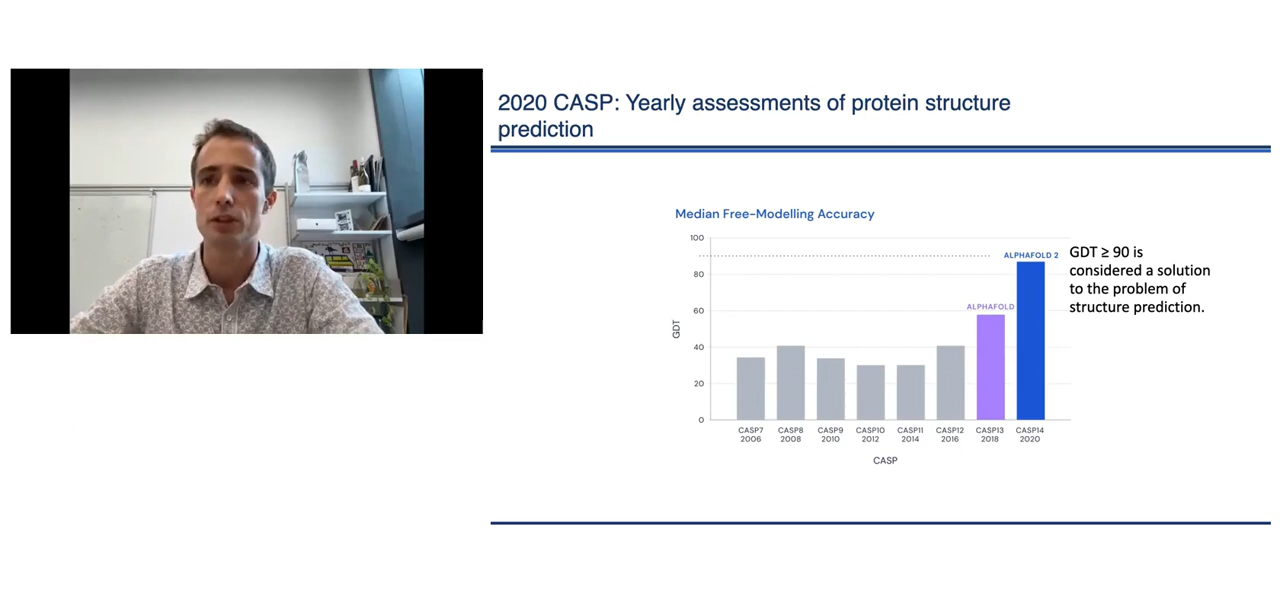 2020 CASP: Yearly assessments of protein structure
prediction
Median Free-Modelling Accuracy
100
80
60
40
20
0
GDT
ALPHAFOLD
ALPHAFOLD 2
GDT ≥ 90 is
considered a solution
to the problem of
structure prediction.
CASP7 CASP8 CASP9 CASP10 CASP11 CASP12 CASP13 CASP14
2006 2008 2010 2012 2014 2016 2018 2020
CASP